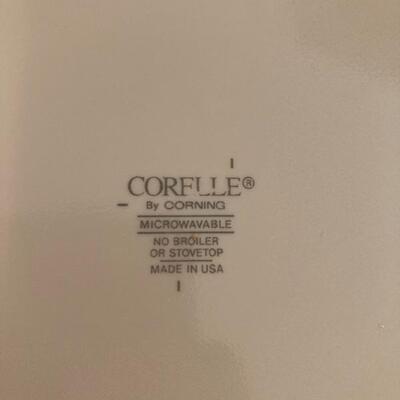 CORELLE®
By CORNING
MICROWAVABLE
NO BROILER
OR STOVETOP
MADE IN USA